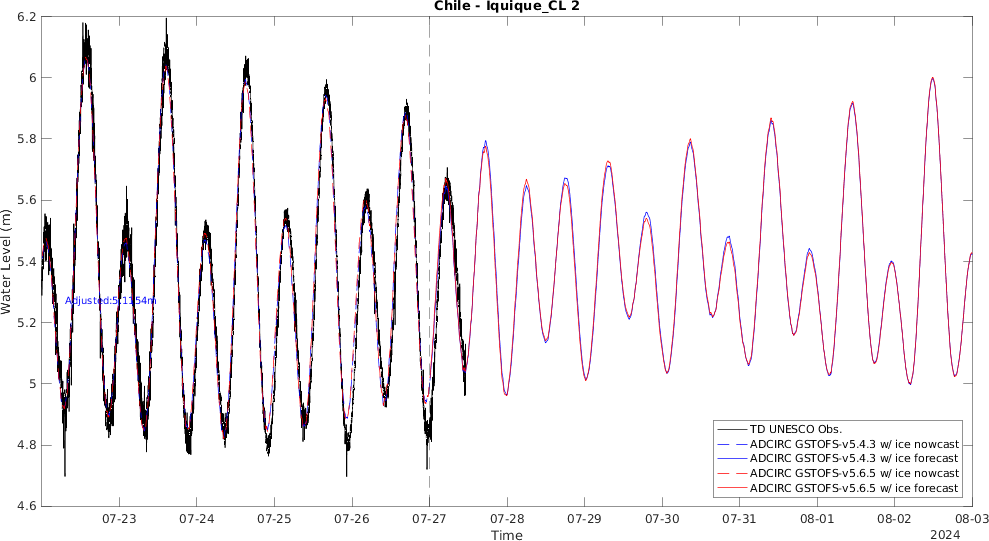 Chile - Iquique_CL 2
6.2
6
5.8
5.6
5.4
5.2
5
4.8
4.6
Water Level (m)
Adjusted:5.1154m
TD UNESCO Obs.
ADCIRC GSTOFS-v5.4.3 w/ ice nowcast
ADCIRC GSTOFS-v5.4.3 w/ ice forecast
ADCIRC GSTOFS-v5.6.5 w/ ice nowcast
ADCIRC GSTOFS-v5.6.5 w/ ice forecast
07-23 07-24 07-25 07-26 07-27 07-28 07-29 07-30 07-31 08-01 08-02 08-03
Time
2024